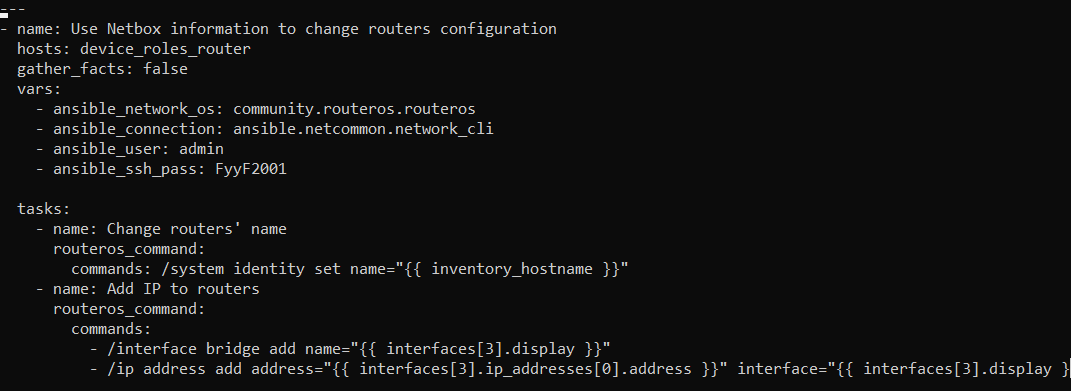 ---
- name: Use Netbox information to change routers configuration
  hosts: device_roles_router
  gather_facts: false
  vars:
    - ansible_network_os: community.routeros.routeros
    - ansible_connection: ansible.netcommon.network_cli
    - ansible_user: admin
    - ansible_ssh_pass: FyyF2001

  tasks:
    - name: Change routers' name
      routeros_command:
        commands: /system identity set name="{{ inventory_hostname }}"
    - name: Add IP to routers
      routeros_command:
        commands:
          - /interface bridge add name="{{ interfaces[3].display }}"
          - /ip address add address="{{ interfaces[3].ip_addresses[0].address }}" interface="{{ interfaces[3].display }